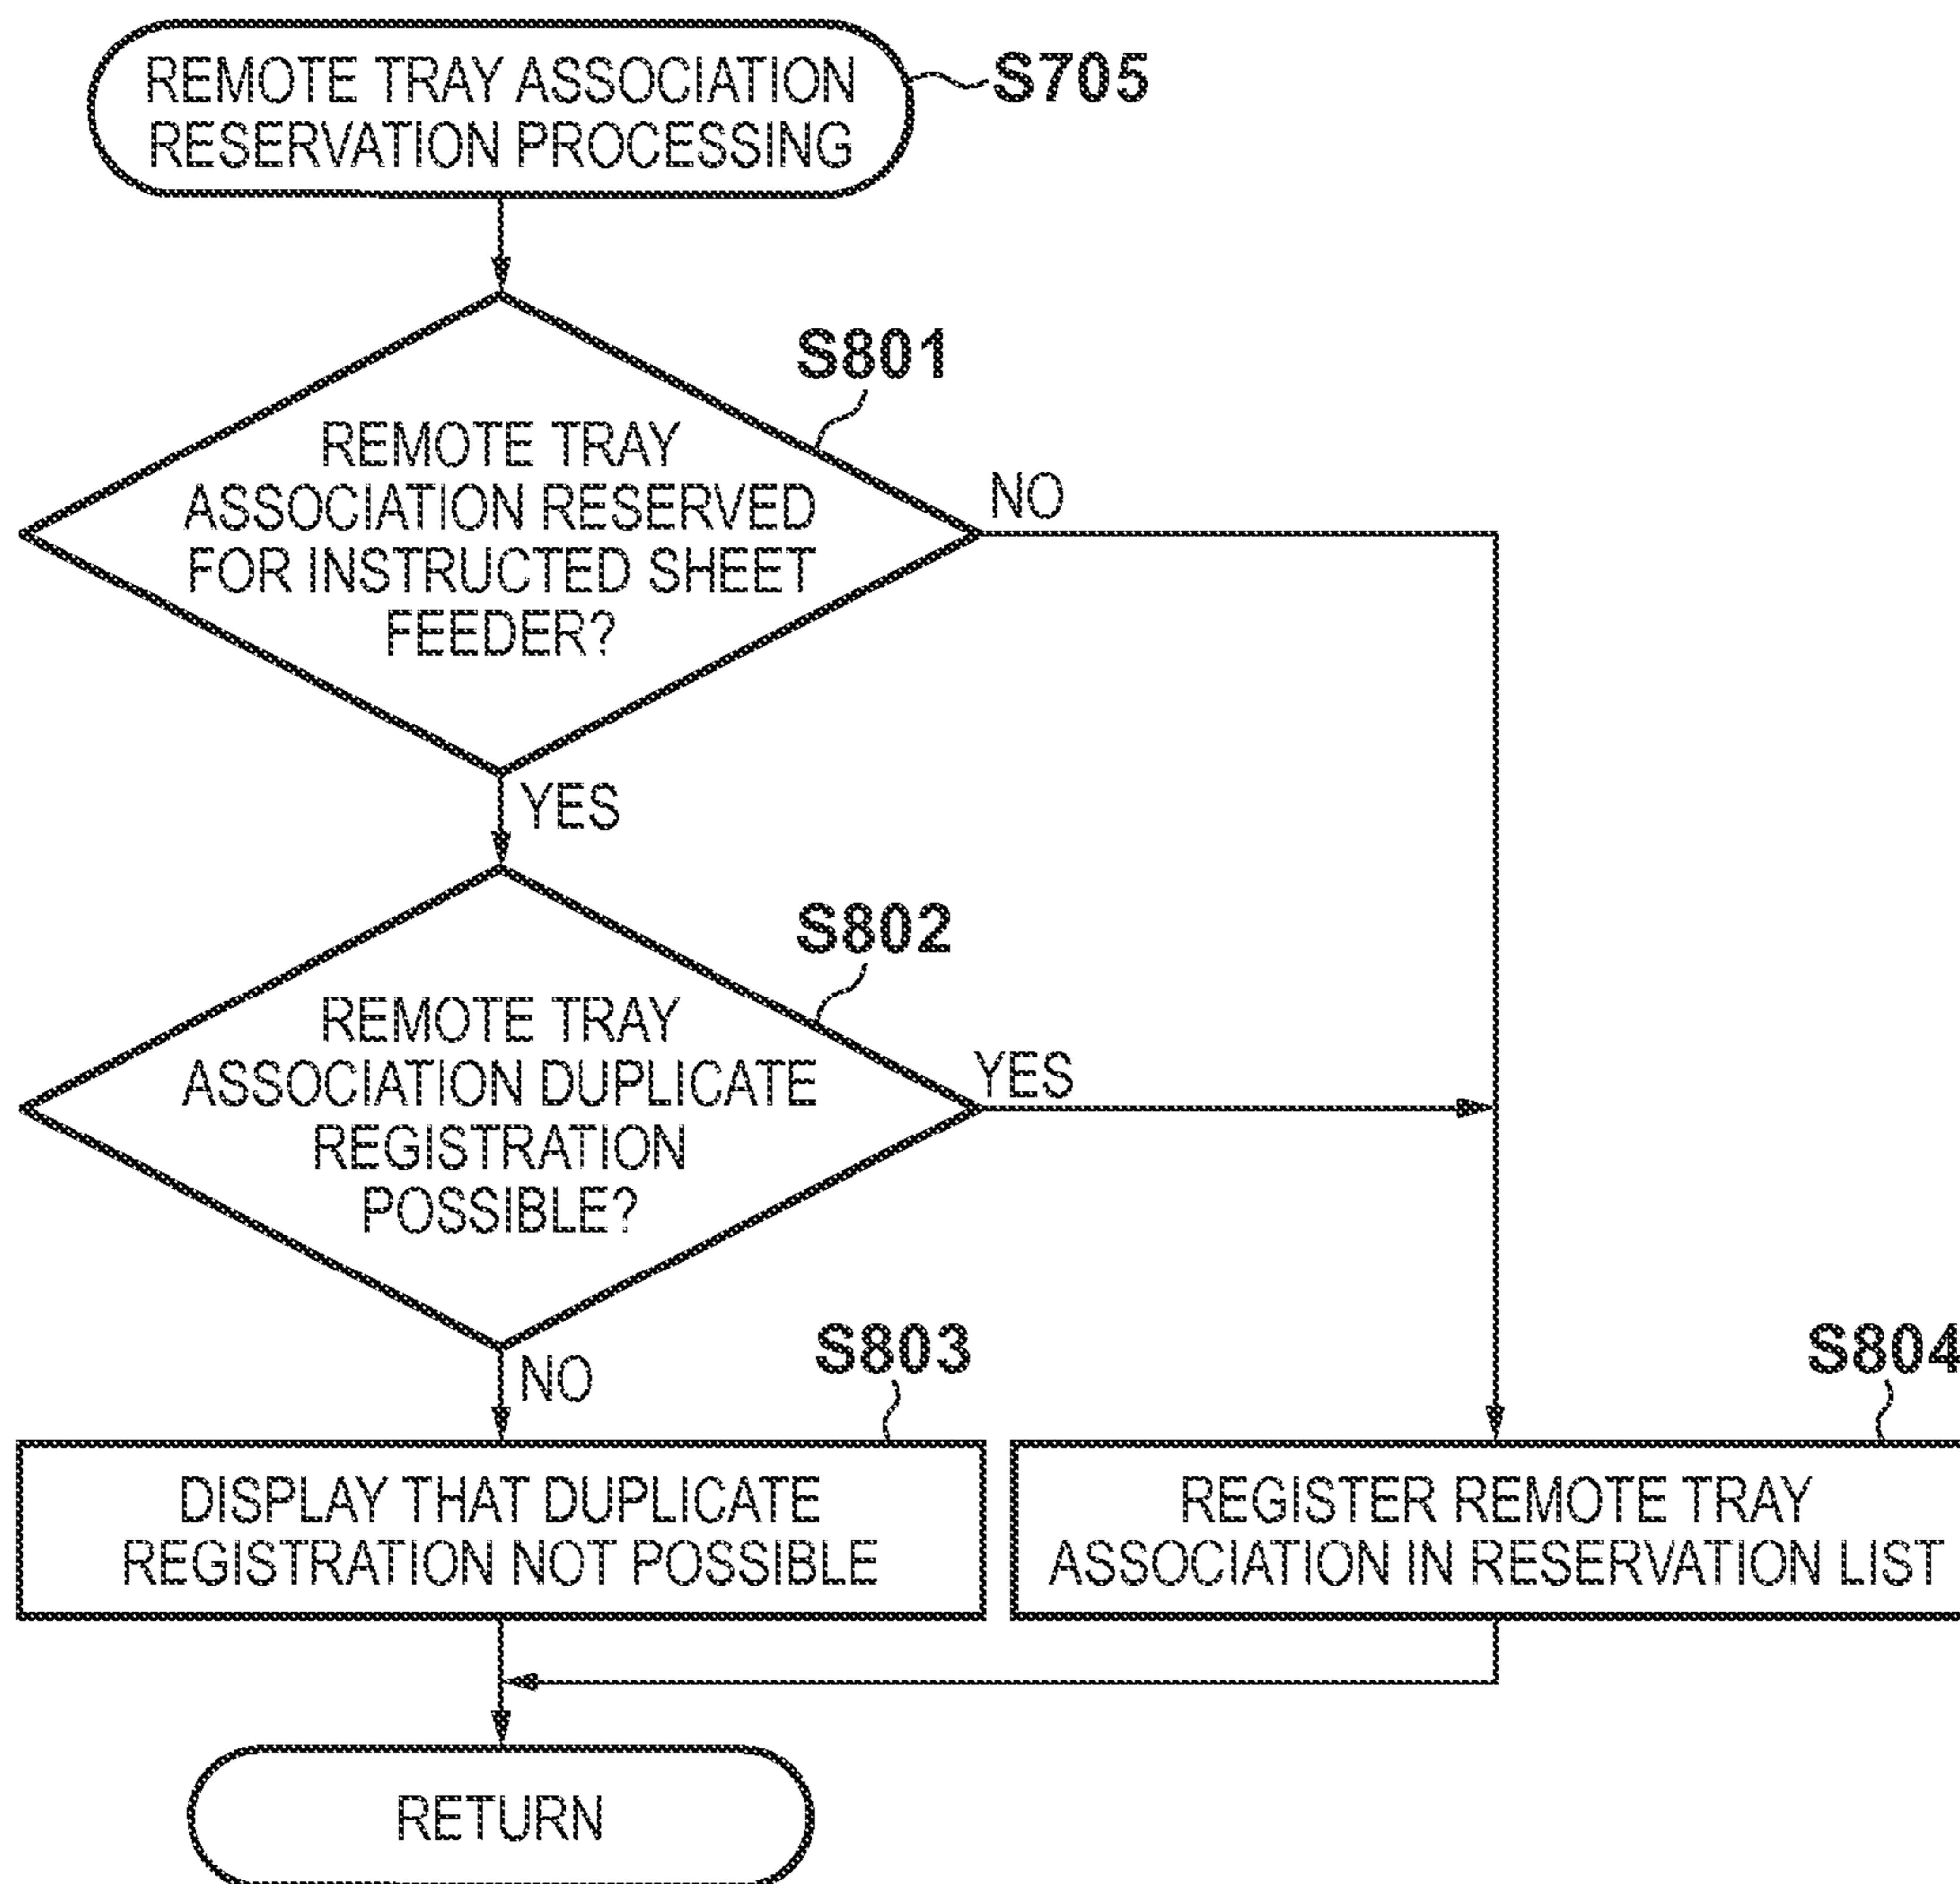 REMOTE TRAY ASSOCIATION
RESERVATION PROCESSING
S705
S801
REMOTE TRAY
ASSOCIATION RESERVED
FOR INSTRUCTED SHEET
FEEDER?
NO
YES
S802
REMOTE TRAY
ASSOCIATION DUPLICATE
REGISTRATION
POSSIBLE?
YES
NO
S803
DISPLAY THAT DUPLICATE
REGISTRATION NOT POSSIBLE
S804
REGISTER REMOTE TRAY
ASSOCIATION IN RESERVATION LIST
RETURN